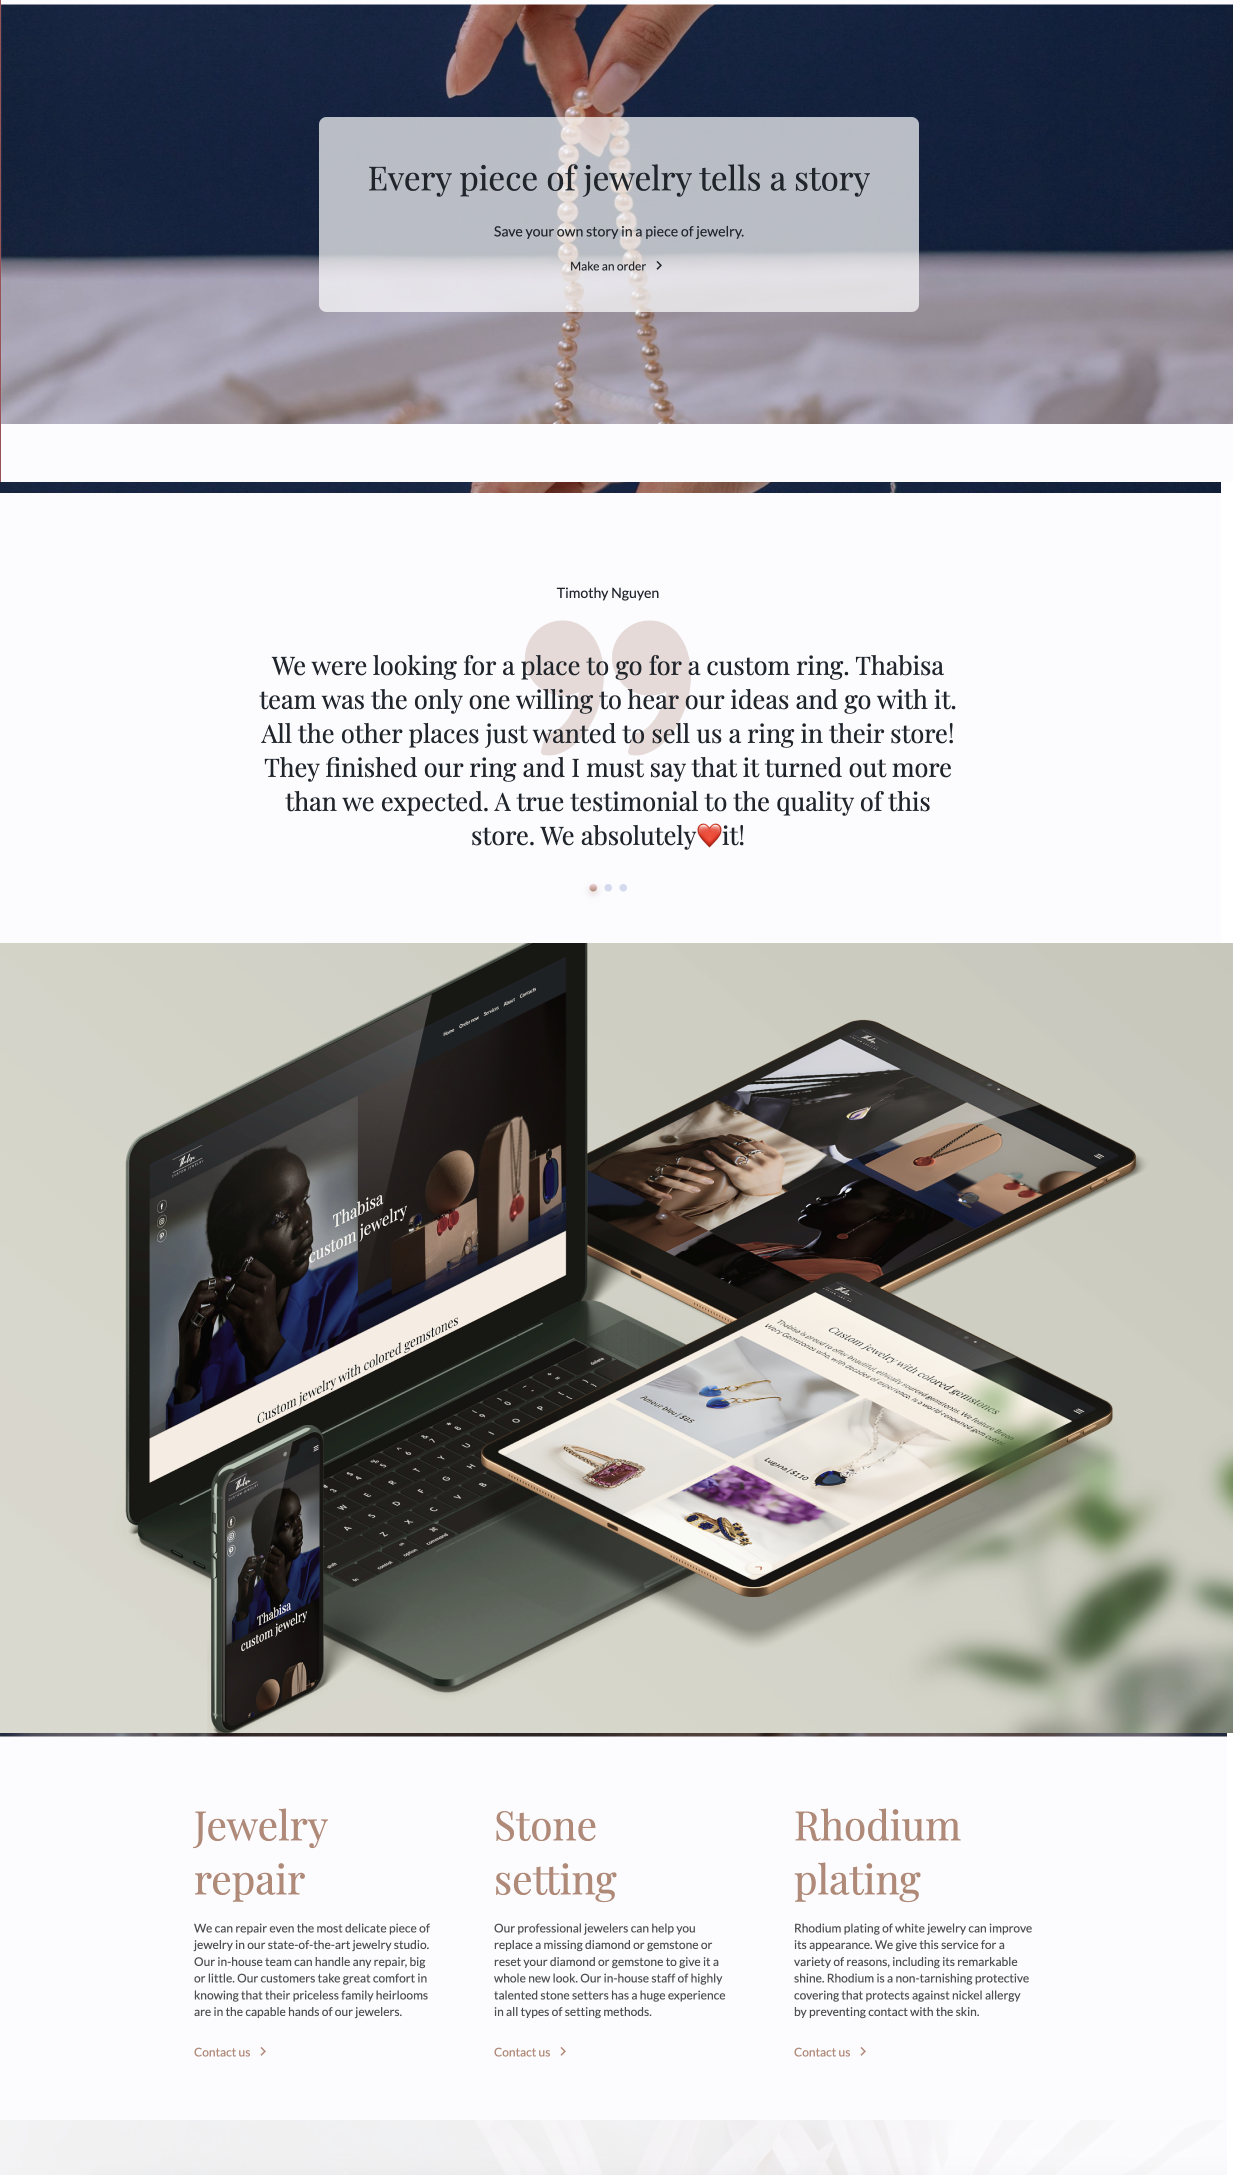 Every piece of jewelry tells a story
Save your own story in a piece of jewelry.
Make an order
Timothy Nguyen
We were looking for a place to go for a custom ring. Thabisa
team was the only one willing to hear our ideas and go with it.
All the other places just wanted to sell us a ring in their store!
They finished our ring and I must say that it turned out more
than we expected. A true testimonial to the quality of this
store. We absolutely❤️it!
Home Order now Services About Contacts
Thabisa
custom jewelry
Custom jewelry with colored gemstones
Custom jewelry with colored gemstones
Amour bleu | $95
Lugana | $110
Thabisa
custom jewelry
Jewelry
repair
We can repair even the most delicate piece of
jewelry in our state-of-the-art jewelry studio.
Our in-house team can handle any repair, big
or little. Our customers take great comfort in
knowing that their priceless family heirlooms
are in the capable hands of our jewelers.
Contact us
Stone
setting
Our professional jewelers can help you
replace a missing diamond or gemstone or
reset your diamond or gemstone to give it a
whole new look. Our in-house staff of highly
talented stone setters has a huge experience
in all types of setting methods.
Contact us
Rhodium
plating
Rhodium plating of white jewelry can improve
its appearance. We give this service for a
variety of reasons, including its remarkable
shine. Rhodium is a non-tarnishing protective
covering that protects against nickel allergy
by preventing contact with the skin.
Contact us